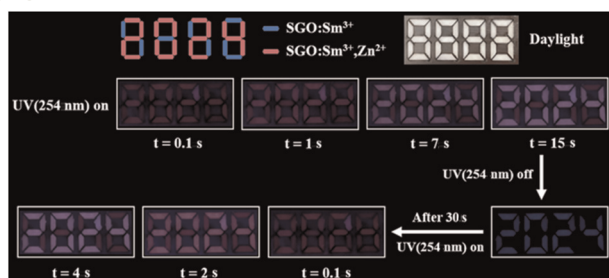 8888
SGO:Sm³⁺
SGO:Sm³⁺,Zn²⁺
8888
Daylight
UV(254 nm) on
t = 0.1 s
t = 1 s
t = 7 s
t = 15 s
UV(254 nm) off
2024
After 30 s
UV(254 nm) on
t = 4 s
t = 2 s
t = 0.1 s